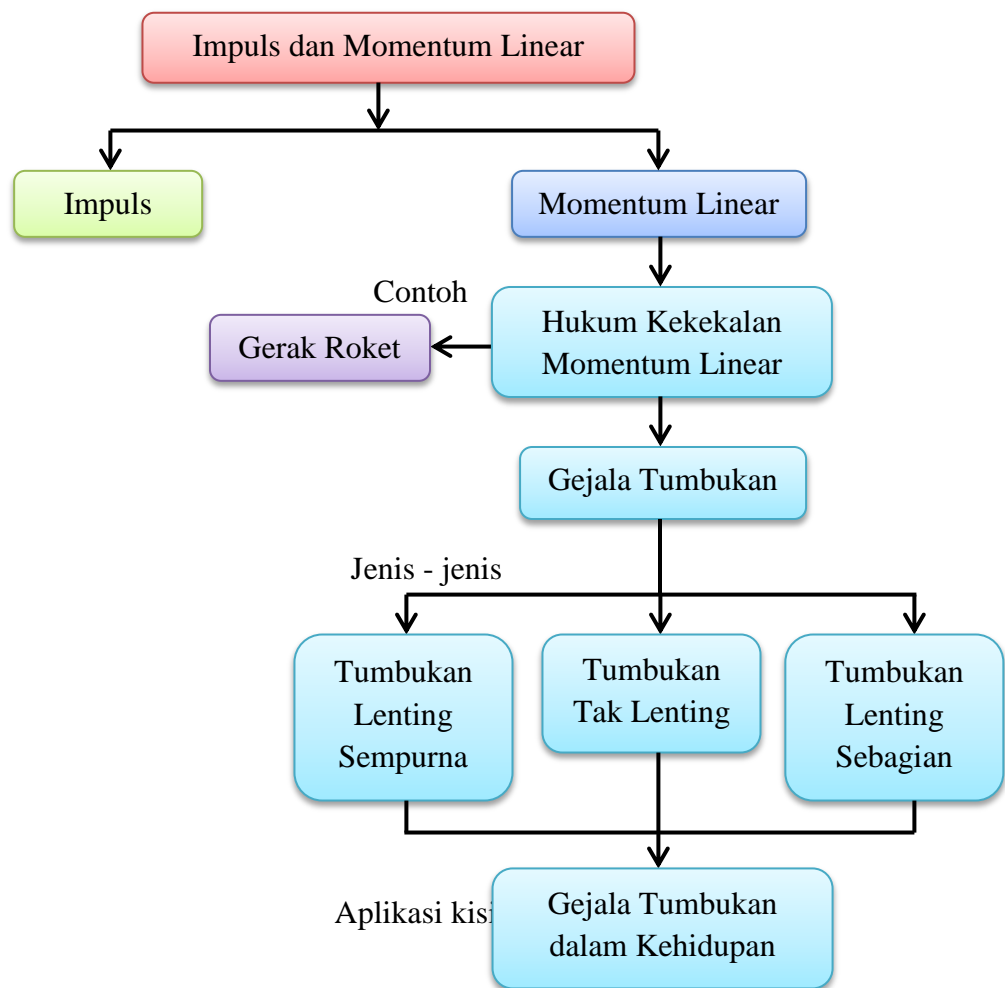 Impuls dan Momentum Linear
Impuls
Momentum Linear
Contoh
Hukum Kekekalan
Momentum Linear
Gerak Roket
Gejala Tumbukan
Jenis - jenis
Tumbukan
Lenting
Sempurna
Tumbukan
Tak Lenting
Tumbukan
Lenting
Sebagian
Aplikasi
Gejala Tumbukan
dalam Kehidupan